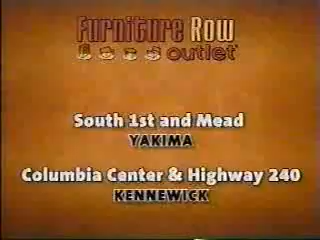 Furniture Row
outlet
South 1st and Mead
YAKIMA
Columbia Center & Highway 240
KENNEWICK